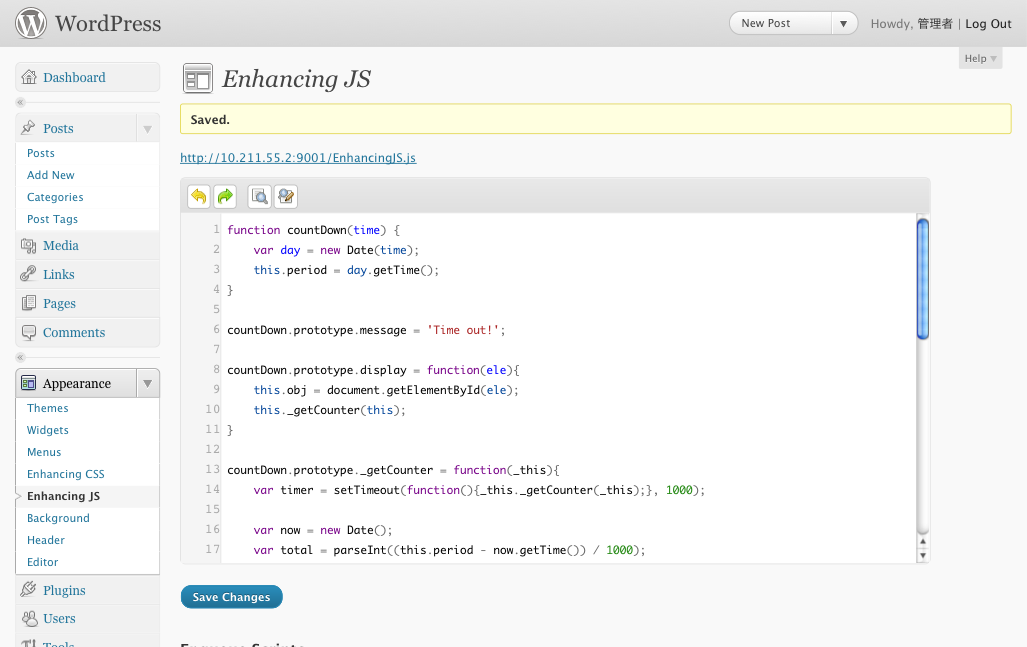 WordPress
New Post
Howdy, 管理者 | Log Out
Help
Dashboard
Posts
Posts
Add New
Categories
Post Tags
Media
Links
Pages
Comments
Appearance
Themes
Widgets
Menus
Enhancing CSS
Enhancing JS
Background
Header
Editor
Plugins
Users
Tools
Enhancing JS
Saved.
http://10.211.55.2:9001/EnhancingJS.js
1 function countDown(time) {
2 var day = new Date(time);
3 this.period = day.getTime();
4 }
5
6 countDown.prototype.message = 'Time out!';
7
8 countDown.prototype.display = function(ele){
9 this.obj = document.getElementById(ele);
10 this._getCounter(this);
11 }
12
13 countDown.prototype._getCounter = function(_this){
14 var timer = setTimeout(function(){_this._getCounter(_this);}, 1000);
15
16 var now = new Date();
17 var total = parseInt((this.period - now.getTime()) / 1000);
Save Changes
Enqueue Scripts